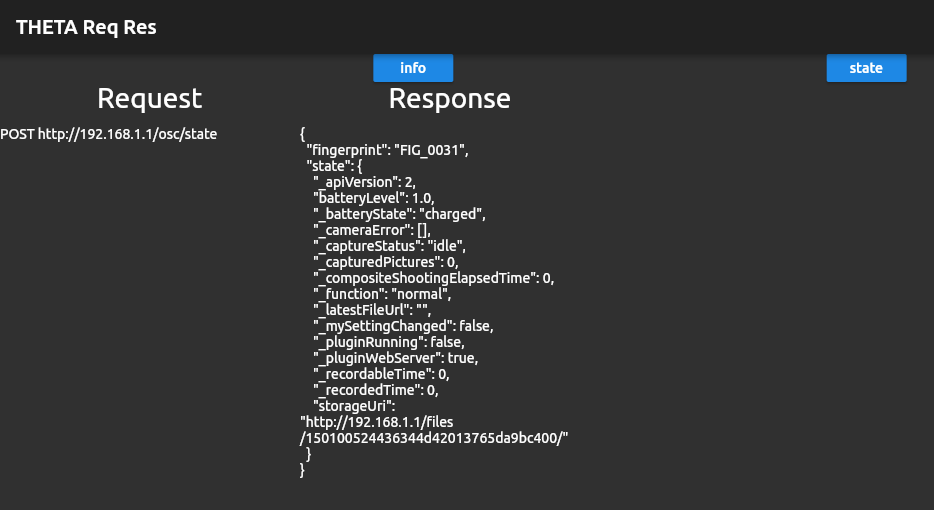 THETA Req Res
info
state
Request
Response
POST http://192.168.1.1/osc/state
{
"fingerprint": "FIG_0031",
"state": {
"_apiVersion": 2,
"batteryLevel": 1.0,
"_batteryState": "charged",
"_cameraError": [],
"_captureStatus": "idle",
"_capturedPictures": 0,
"_compositeShootingElapsedTime": 0,
"_function": "normal",
"_latestFileUrl": "",
"_mySettingChanged": false,
"_pluginRunning": false,
"_pluginWebServer": true,
"_recordableTime": 0,
"_recordedTime": 0,
"storageUri":
"http://192.168.1.1/files
/150100524436344d42013765da9bc400/"
}
}